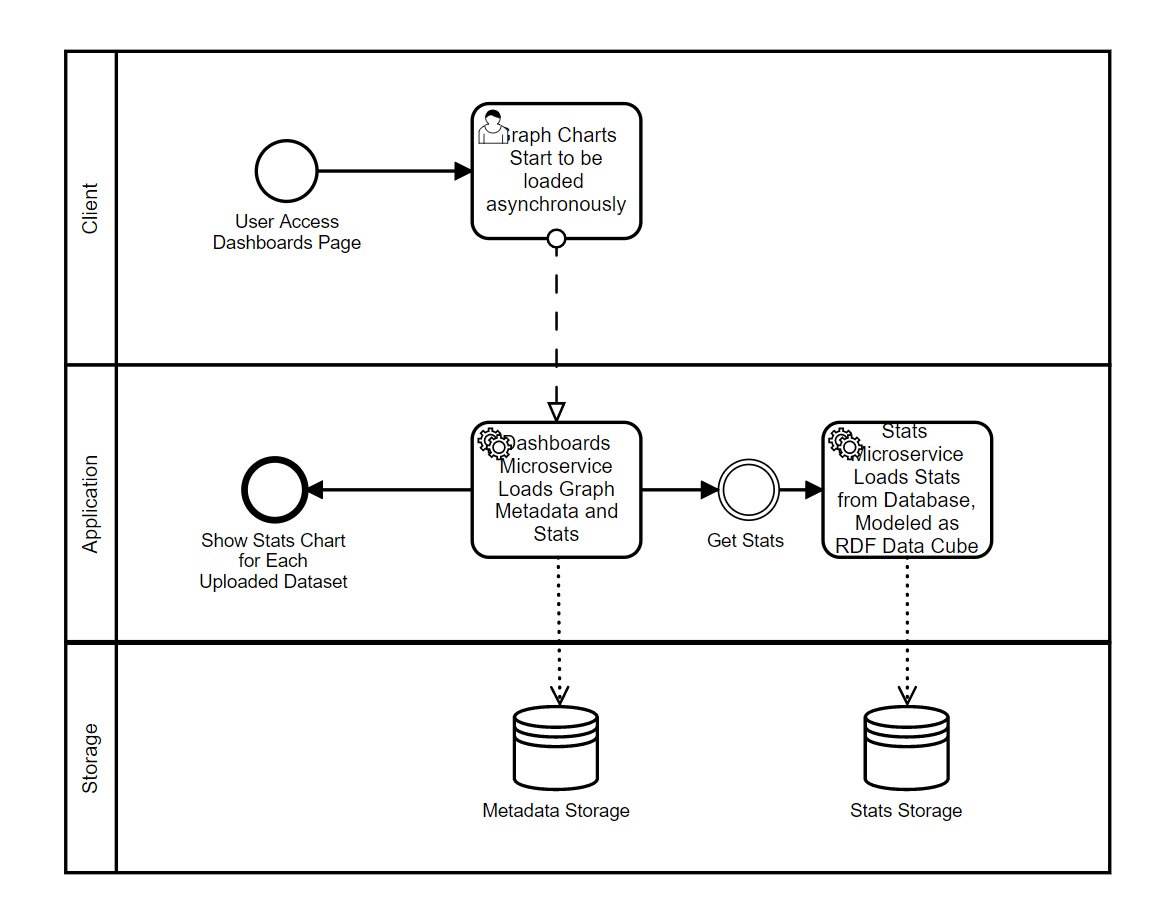 Client
User Access
Dashboards Page
Graph Charts
Start to be
loaded
asynchronously
Application
Show Stats Chart
for Each
Uploaded Dataset
Dashboards
Microservice
Loads Graph
Metadata and
Stats
Get Stats
Stats
Microservice
Loads Stats
from Database,
Modeled as
RDF Data Cube
Storage
Metadata Storage
Stats Storage